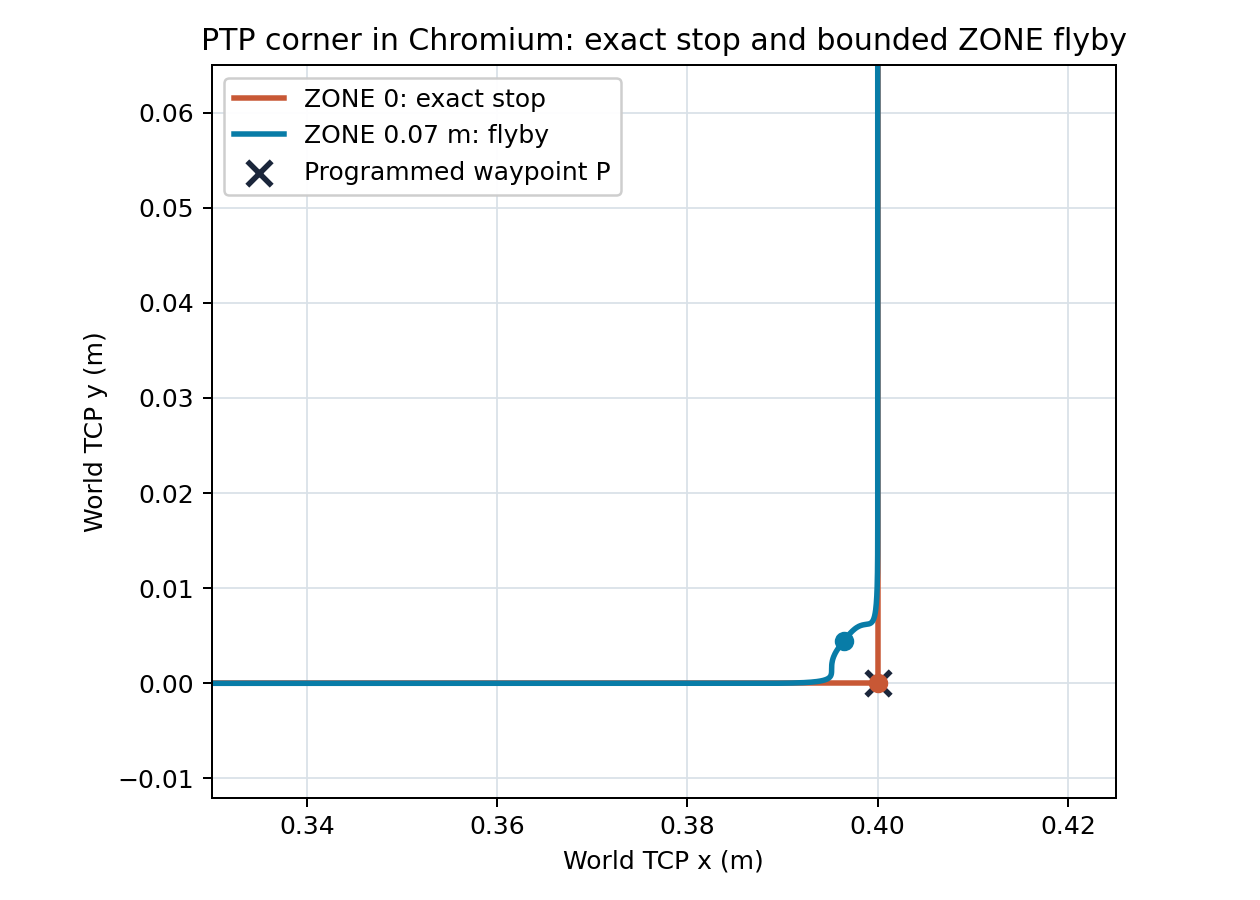 PTP corner in Chromium: exact stop and bounded ZONE flyby
ZONE 0: exact stop
ZONE 0.07 m: flyby
Programmed waypoint P
World TCP y (m)
0.06
0.05
0.04
0.03
0.02
0.01
0.00
−0.01
0.34
0.36
0.38
0.40
0.42
World TCP x (m)